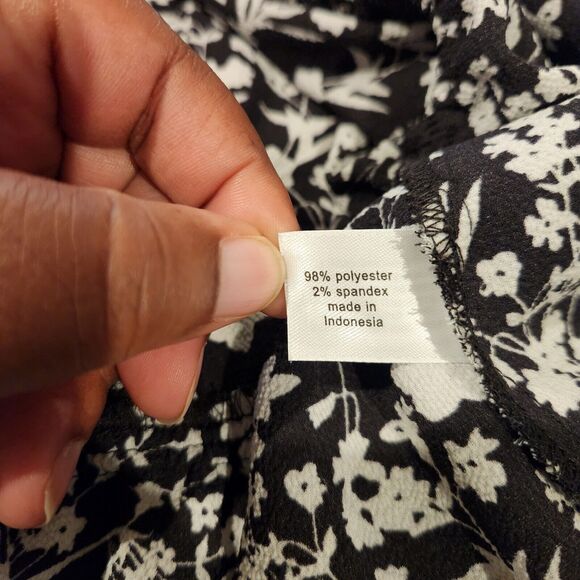 98% polyester
2% spandex
made in
Indonesia